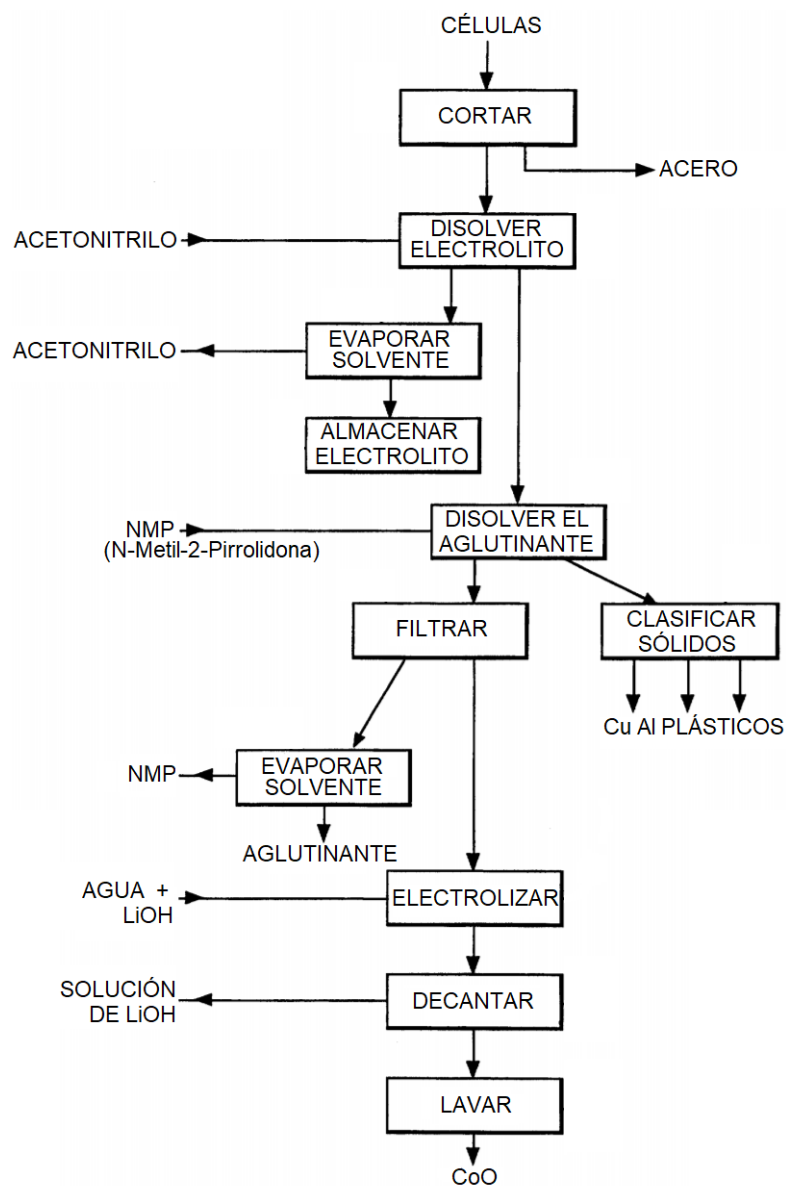 CÉLULAS
CORTAR
ACERO
ACETONITRILO
DISOLVER
ELECTROLITO
ACETONITRILO
EVAPORAR
SOLVENTE
ALMACENAR
ELECTROLITO
NMP
(N-Metil-2-Pirrolidona)
DISOLVER EL
AGLUTINANTE
FILTRAR
CLASIFICAR
SÓLIDOS
Cu Al PLÁSTICOS
NMP
EVAPORAR
SOLVENTE
AGLUTINANTE
AGUA +
LiOH
ELECTROLIZAR
SOLUCIÓN
DE LiOH
DECANTAR
LAVAR
CoO